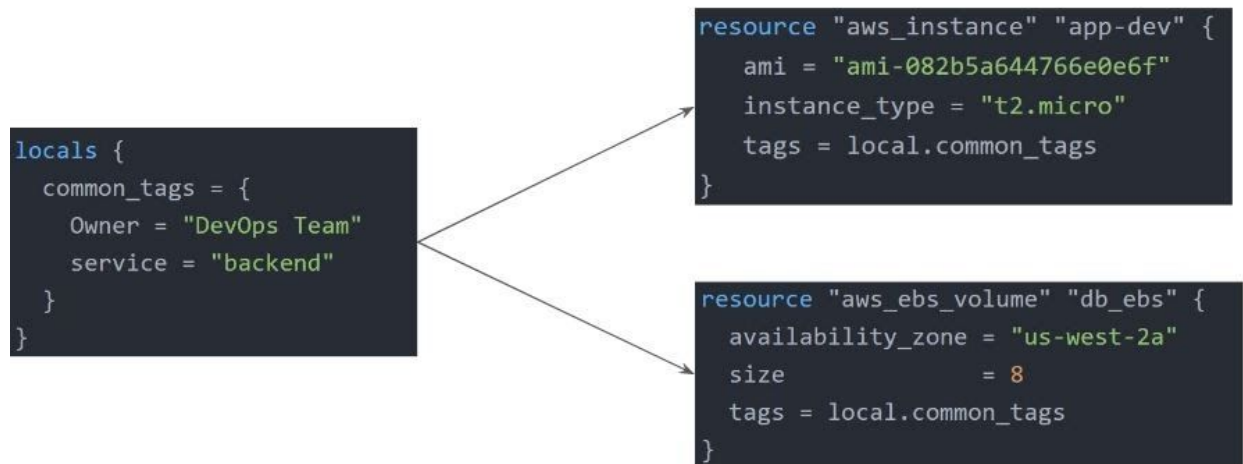 locals {
  common_tags = {
    Owner = "DevOps Team"
    service = "backend"
  }
}
resource "aws_instance" "app-dev" {
   ami = "ami-082b5a644766e0e6f"
   instance_type = "t2.micro"
   tags = local.common_tags
}
resource "aws_ebs_volume" "db_ebs" {
  availability_zone = "us-west-2a"
  size              = 8
  tags = local.common_tags
}